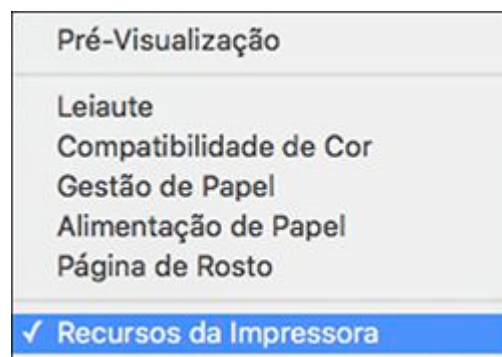 Pré-Visualização
Leiaute
Compatibilidade de Cor
Gestão de Papel
Alimentação de Papel
Página de Rosto
✓ Recursos da Impressora